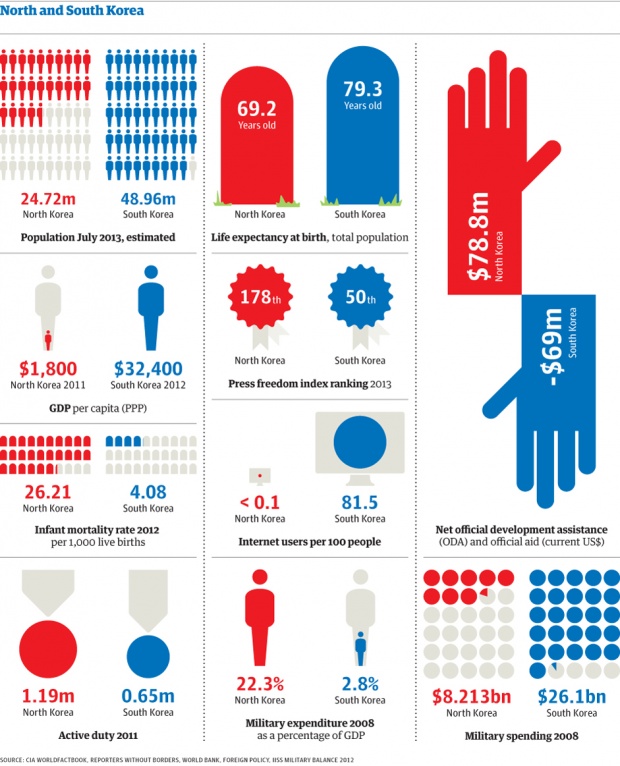 North and South Korea
24.72m
North Korea
48.96m
South Korea
Population July 2013, estimated
69.2
Years old
North Korea
79.3
Years old
South Korea
Life expectancy at birth, total population
$78.8m
North Korea
-$69m
South Korea
Net official development assistance
(ODA) and official aid (current US$)
$1,800
North Korea 2011
$32,400
South Korea 2012
GDP per capita (PPP)
178th
North Korea
50th
South Korea
Press freedom index ranking 2013
26.21
North Korea
4.08
South Korea
Infant mortality rate 2012
per 1,000 live births
< 0.1
North Korea
81.5
South Korea
Internet users per 100 people
1.19m
North Korea
0.65m
South Korea
Active duty 2011
22.3%
North Korea
2.8%
South Korea
Military expenditure 2008
as a percentage of GDP
$8.213bn
North Korea
$26.1bn
South Korea
Military spending 2008
SOURCE: CIA WORLDFACTBOOK, REPORTERS WITHOUT BORDERS, WORLD BANK, FOREIGN POLICY, IISS MILITARY BALANCE 2012